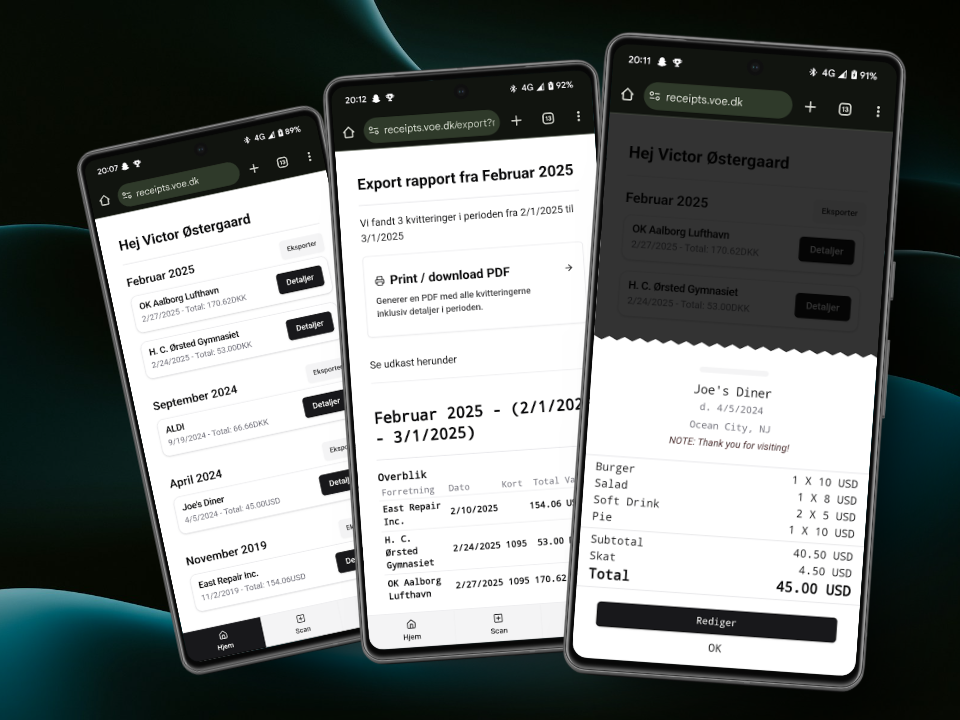 20:07
4G 89%
receipts.voe.dk
13
Hej Victor Østergaard
Februar 2025
Eksporter
OK Aalborg Lufthavn
2/27/2025 - Total: 170.62DKK
Detaljer
H. C. Ørsted Gymnasiet
2/24/2025 - Total: 53.00DKK
Detaljer
September 2024
Eksporter
ALDI
9/19/2024 - Total: 66.66DKK
Detaljer
April 2024
Ekspo
Joe's Diner
4/5/2024 - Total: 45.00USD
Detalj
November 2019
Ek
East Repair Inc.
11/2/2019 - Total: 154.06USD
De
Hjem
Scan
20:12
4G 92%
receipts.voe.dk/export?r
13
Export rapport fra Februar 2025
Vi fandt 3 kvitteringer i perioden fra 2/1/2025 til
3/1/2025
Print / download PDF
Generer en PDF med alle kvitteringerne
inklusiv detaljer i perioden.
Se udkast herunder
Februar 2025 - (2/1/202
- 3/1/2025)
Overblik
Forretning Dato Kort Total Va
East Repair
Inc.
2/10/2025 154.06 U
H. C.
Ørsted
Gymnasiet
2/24/2025 1095 53.00
OK Aalborg
Lufthavn
2/27/2025 1095 170.62
Hjem
Scan
20:11
4G 91%
receipts.voe.dk
13
Hej Victor Østergaard
Februar 2025
Eksporter
OK Aalborg Lufthavn
2/27/2025 - Total: 170.62DKK
Detaljer
H. C. Ørsted Gymnasiet
2/24/2025 - Total: 53.00DKK
Detaljer
Joe's Diner
d. 4/5/2024
Ocean City, NJ
NOTE: Thank you for visiting!
Burger 1 X 10 USD
Salad 1 X 8 USD
Soft Drink 2 X 5 USD
Pie 1 X 10 USD
Subtotal 40.50 USD
Skat 4.50 USD
Total 45.00 USD
Rediger
OK